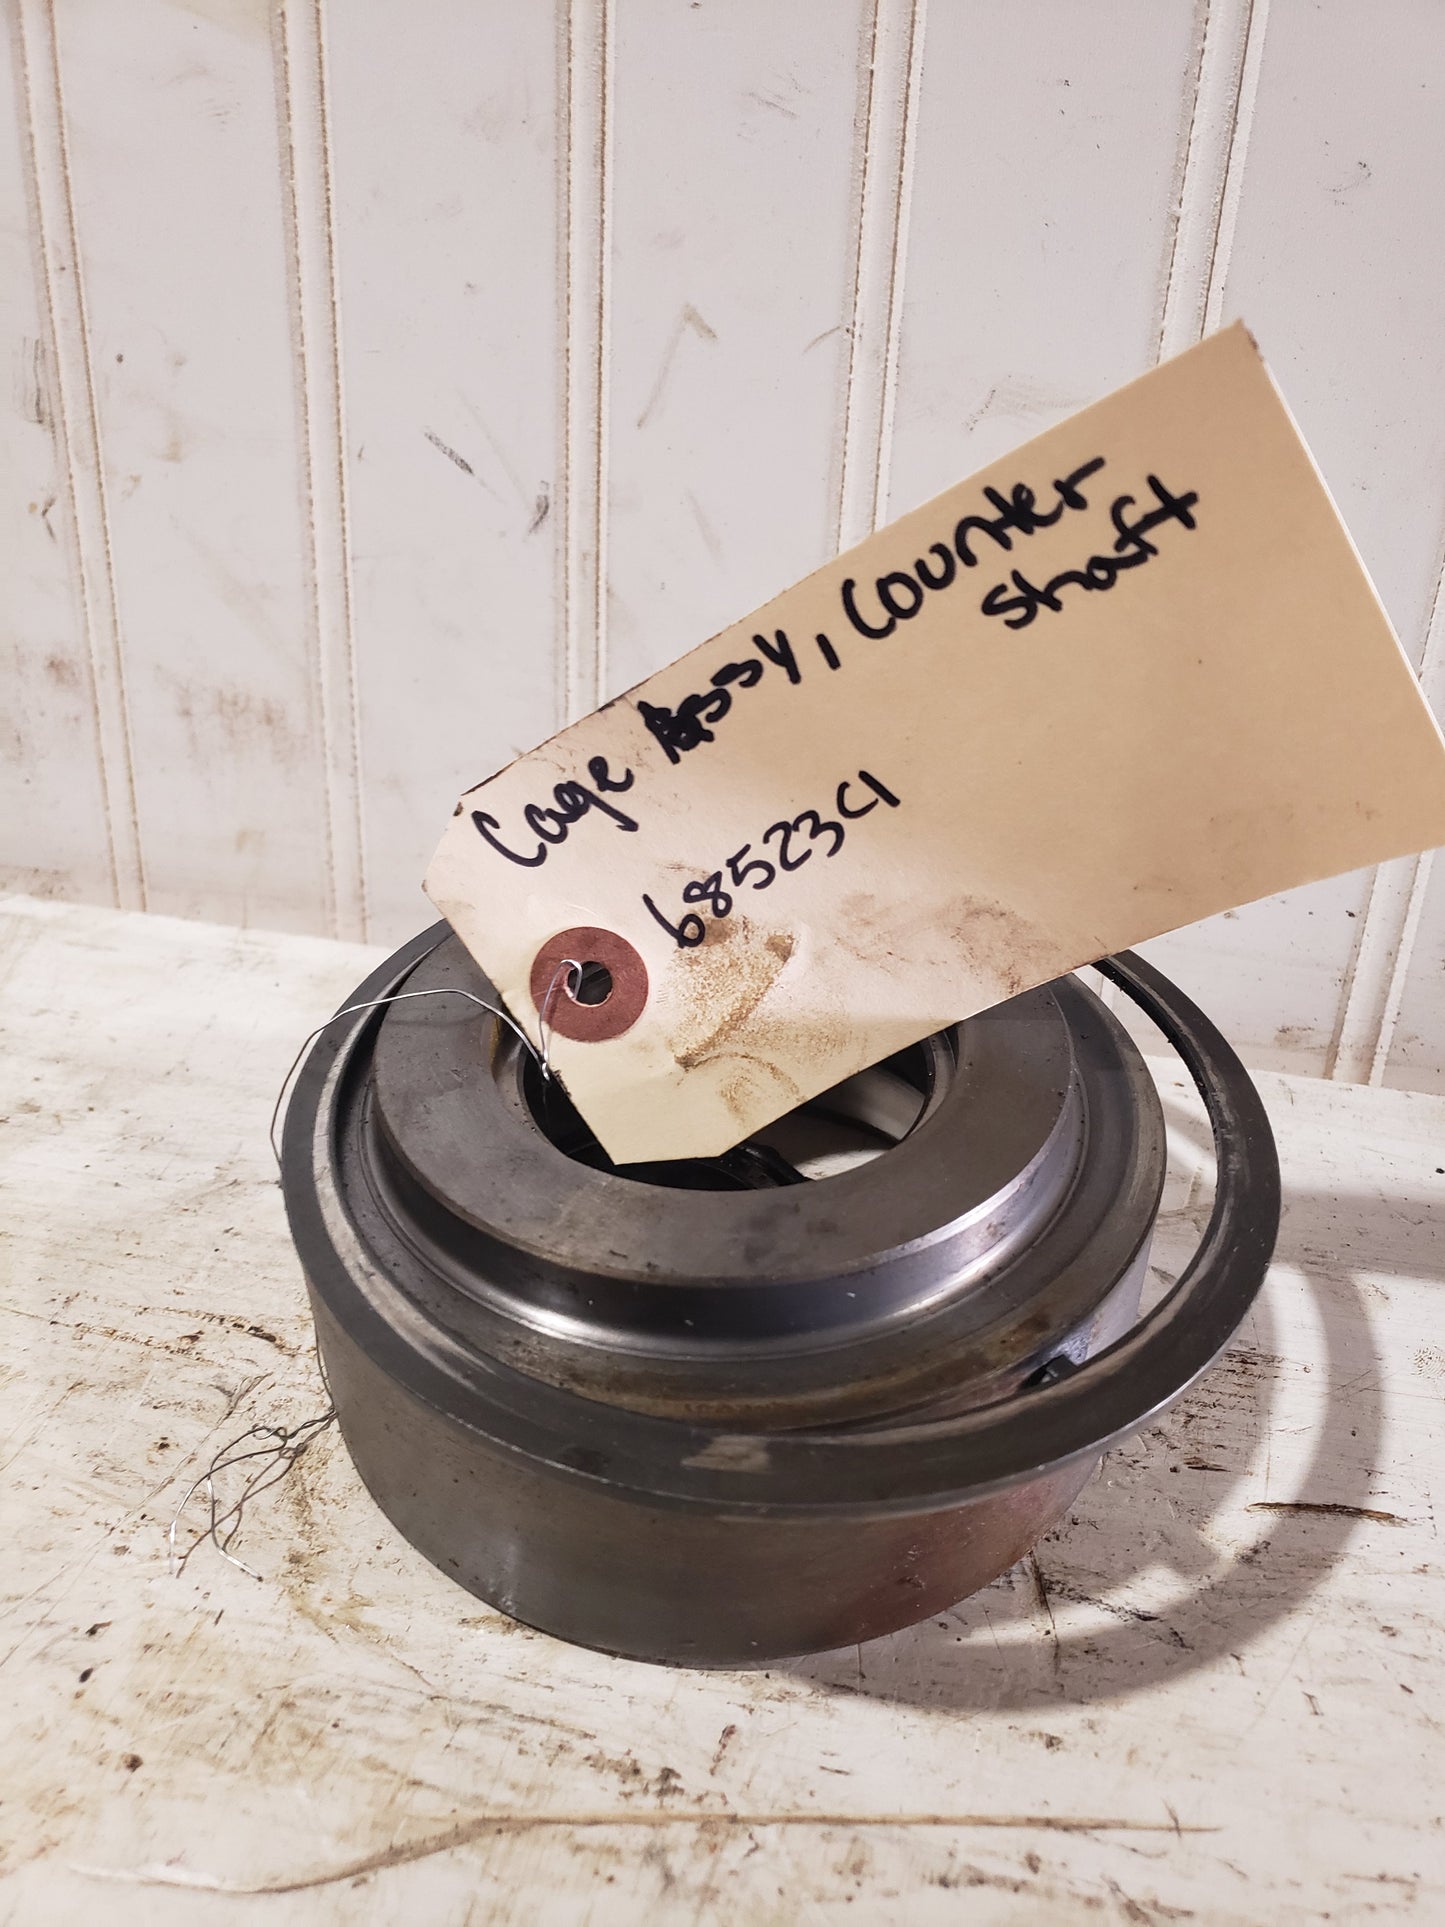 Cage Assy, Counter
Shaft
68523C1